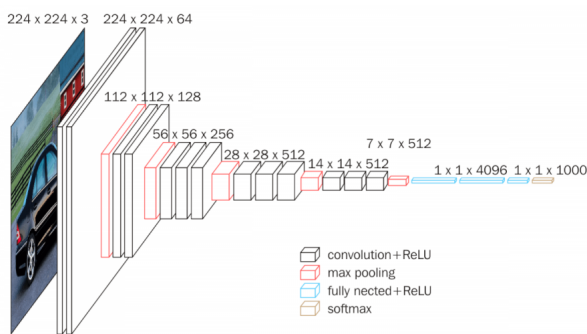 224 x 224 x 3
224 x 224 x 64
112 x 112 x 128
56 x 56 x 256
28 x 28 x 512
14 x 14 x 512
7 x 7 x 512
1 x 1 x 4096
1 x 1 x 1000
convolution+ReLU
max pooling
fully nected+ReLU
softmax